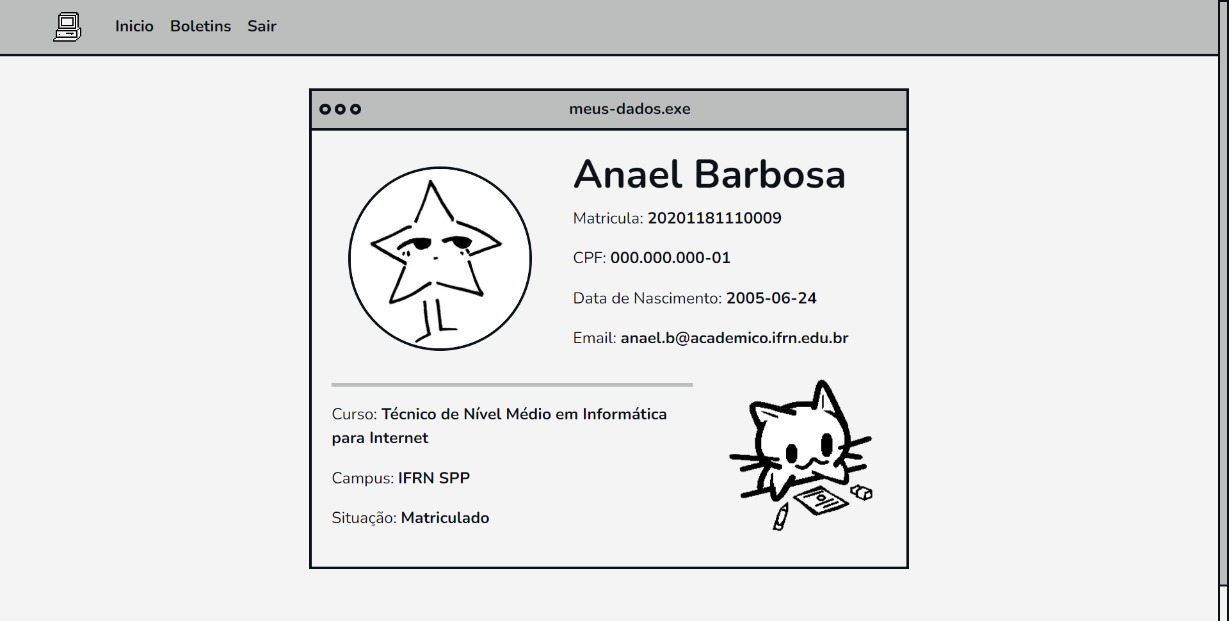 Inicio Boletins Sair
meus-dados.exe
Anael Barbosa
Matricula: 20201181110009
CPF: 000.000.000-01
Data de Nascimento: 2005-06-24
Email: anael.b@academico.ifrn.edu.br
Curso: Técnico de Nível Médio em Informática
para Internet
Campus: IFRN SPP
Situação: Matriculado